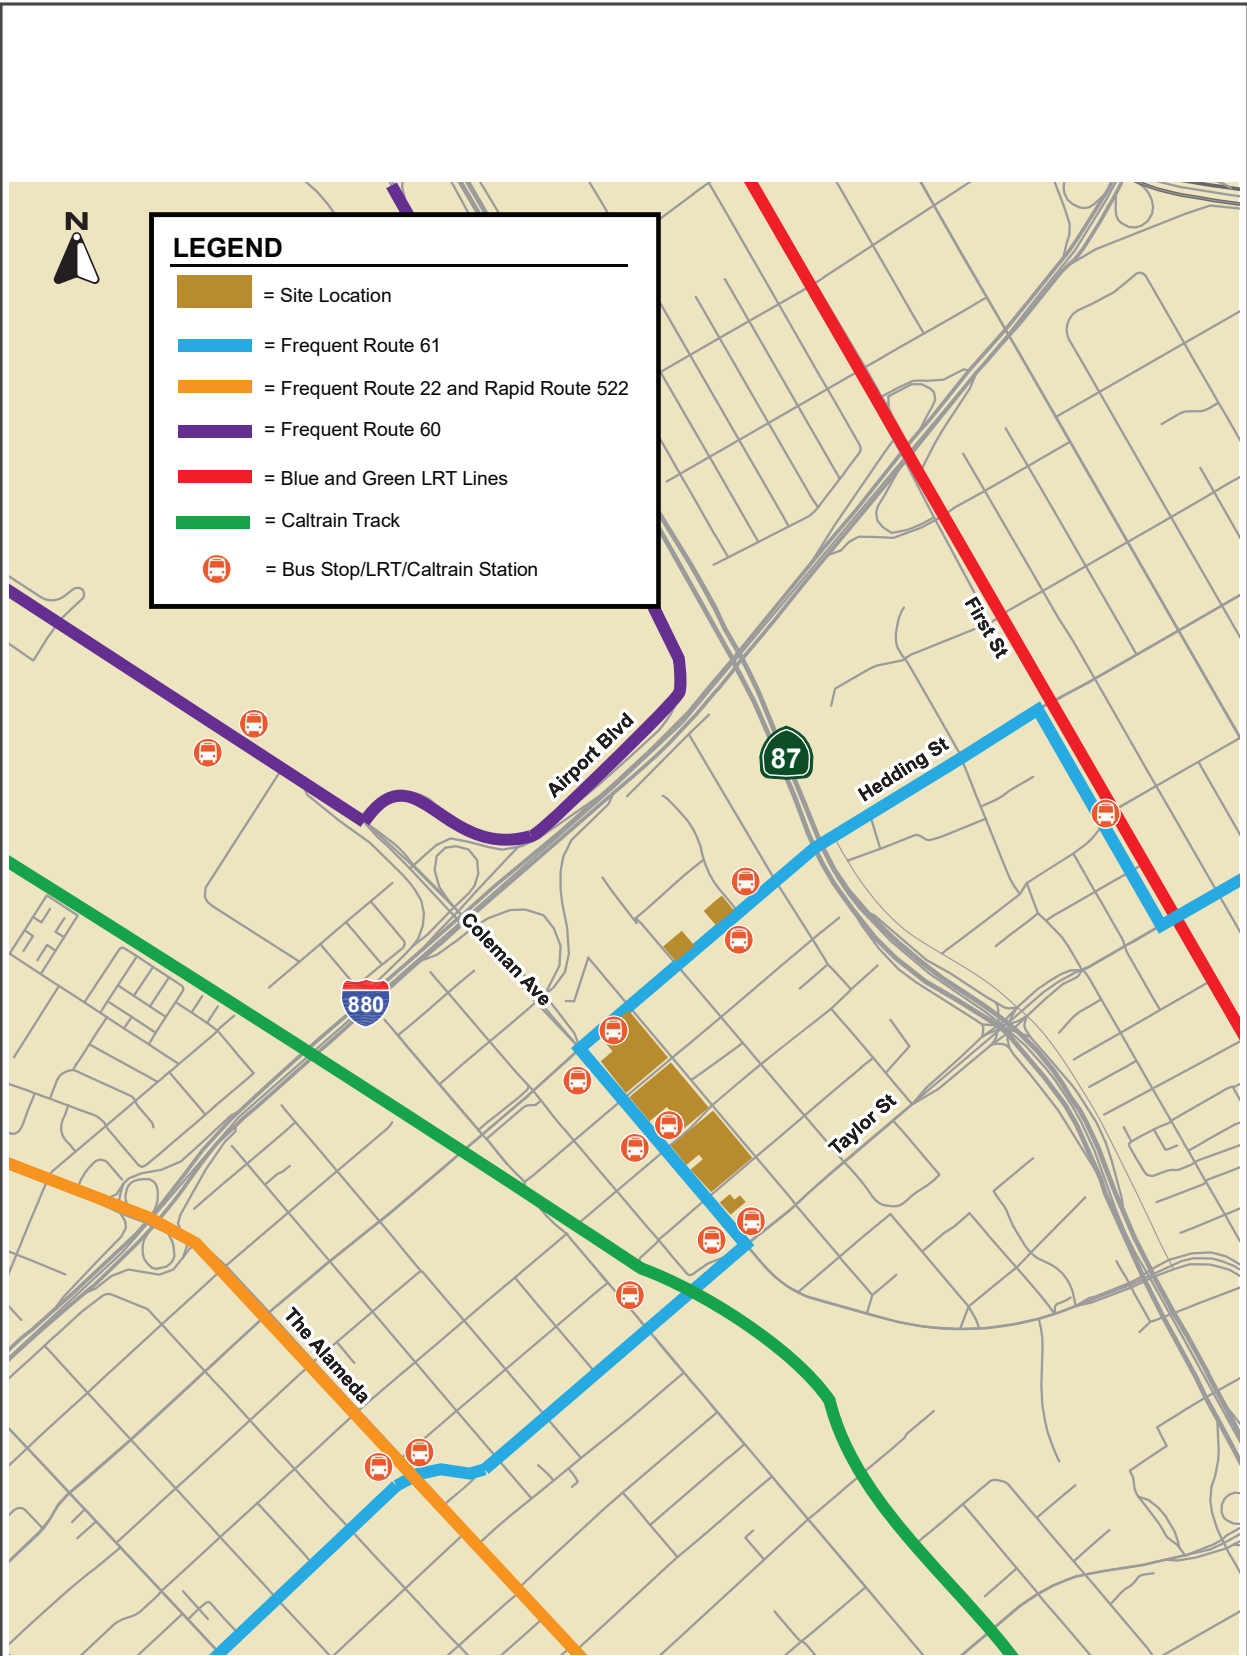 N
LEGEND
= Site Location
= Frequent Route 61
= Frequent Route 22 and Rapid Route 522
= Frequent Route 60
= Blue and Green LRT Lines
= Caltrain Track
= Bus Stop/LRT/Caltrain Station
First St
Airport Blvd
87
Hedding St
Coleman Ave
880
Taylor St
The Alameda